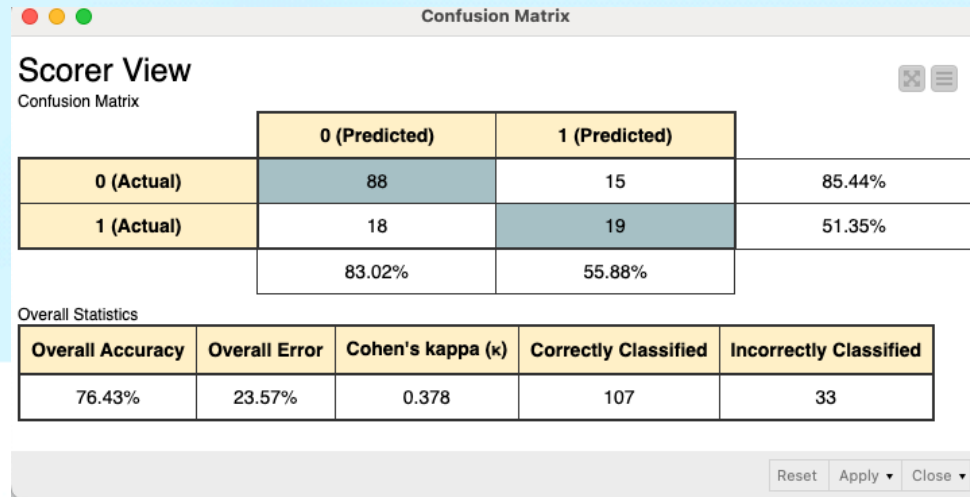 Confusion Matrix
Scorer View
Confusion Matrix
0 (Predicted) 1 (Predicted)
0 (Actual) 88 15 85.44%
1 (Actual) 18 19 51.35%
83.02% 55.88%
Overall Statistics
Overall Accuracy Overall Error Cohen's kappa (κ) Correctly Classified Incorrectly Classified
76.43% 23.57% 0.378 107 33
Reset Apply Close